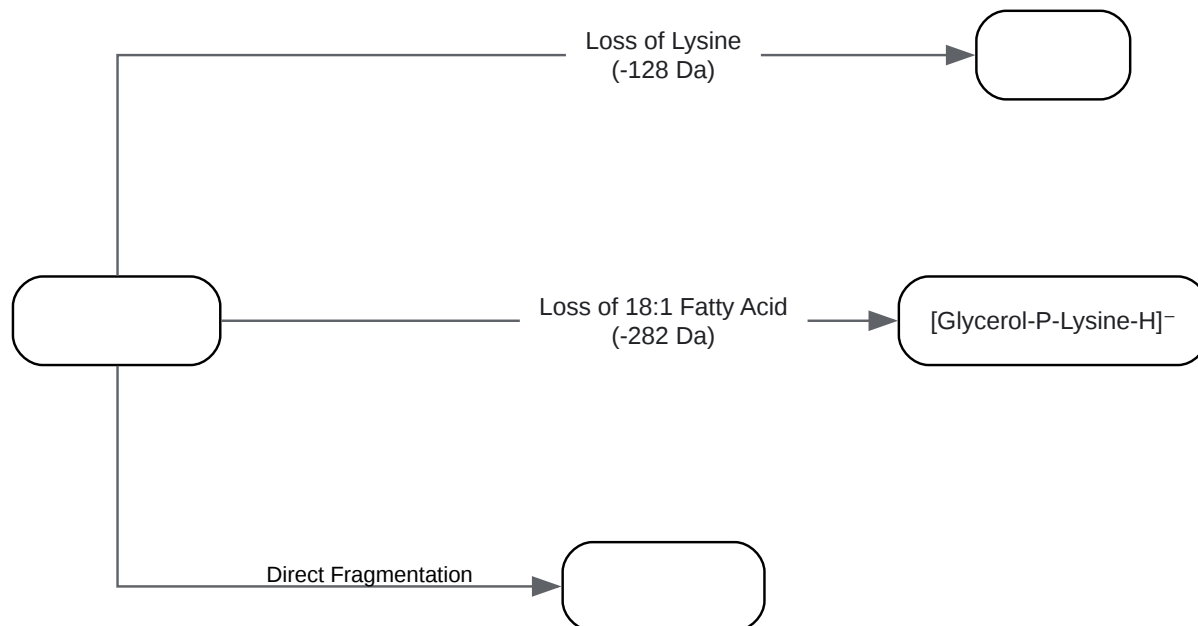 Loss of Lysine
(-128 Da)
Loss of 18:1 Fatty Acid
(-282 Da)
[Glycerol-P-Lysine-H]⁻
Direct Fragmentation